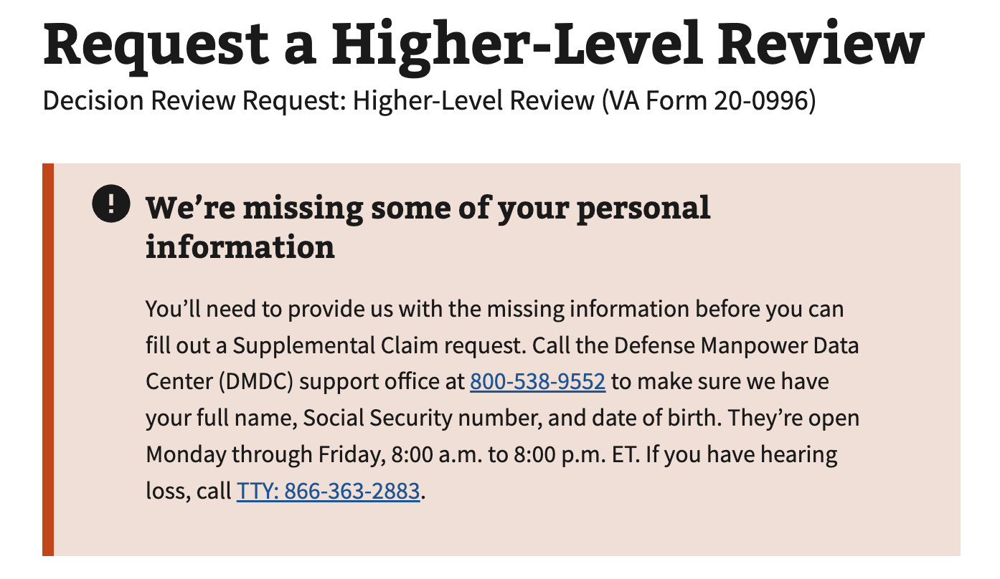 Request a Higher-Level Review
Decision Review Request: Higher-Level Review (VA Form 20-0996)
We’re missing some of your personal
information
You’ll need to provide us with the missing information before you can
fill out a Supplemental Claim request. Call the Defense Manpower Data
Center (DMDC) support office at 800-538-9552 to make sure we have
your full name, Social Security number, and date of birth. They’re open
Monday through Friday, 8:00 a.m. to 8:00 p.m. ET. If you have hearing
loss, call TTY: 866-363-2883.